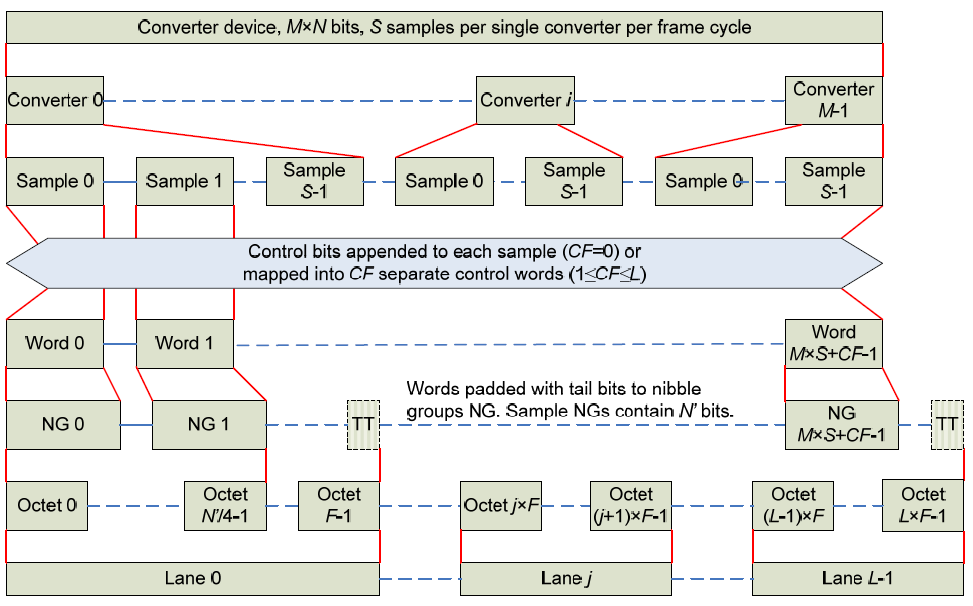 Converter device, M×N bits, S samples per single converter per frame cycle
Converter 0
Converter i
Converter
M-1
Sample 0
Sample 1
Sample
S-1
Sample 0
Sample
S-1
Sample 0
Sample
S-1
Control bits appended to each sample (CF=0) or
mapped into CF separate control words (1≤CF≤L)
Word 0
Word 1
Word
M×S+CF-1
Words padded with tail bits to nibble
groups NG. Sample NGs contain N' bits.
NG 0
NG 1
TT
NG
M×S+CF-1
TT
Octet 0
Octet
N'/4-1
Octet
F-1
Octet j×F
Octet
(j+1)×F-1
Octet
(L-1)×F
Octet
L×F-1
Lane 0
Lane j
Lane L-1